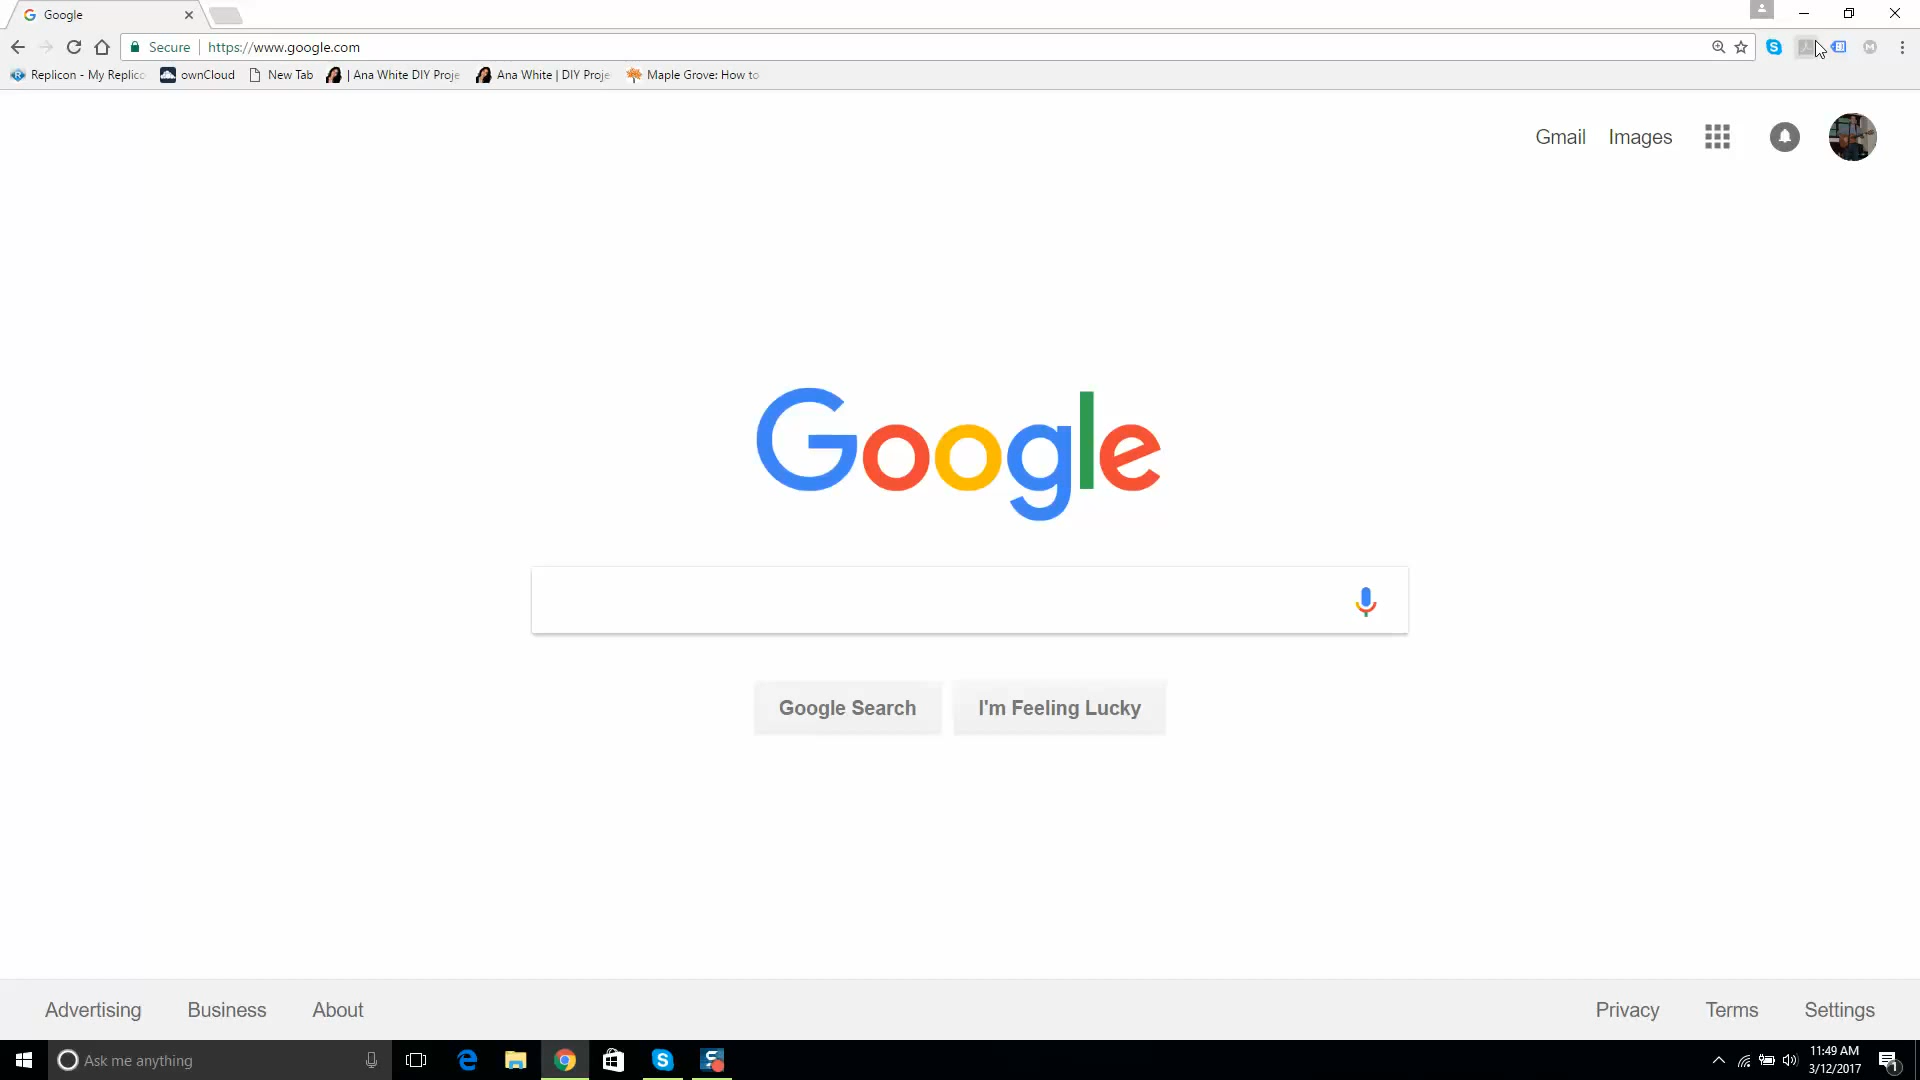 Google
Secure | https://www.google.com
Replicon - My Replic
ownCloud
New Tab
| Ana White DIY Proje
Ana White | DIY Proje
Maple Grove: How to
Gmail
Images
Google
Google Search
I'm Feeling Lucky
Advertising
Business
About
Privacy
Terms
Settings
Ask me anything
11:49 AM
3/12/2017
1